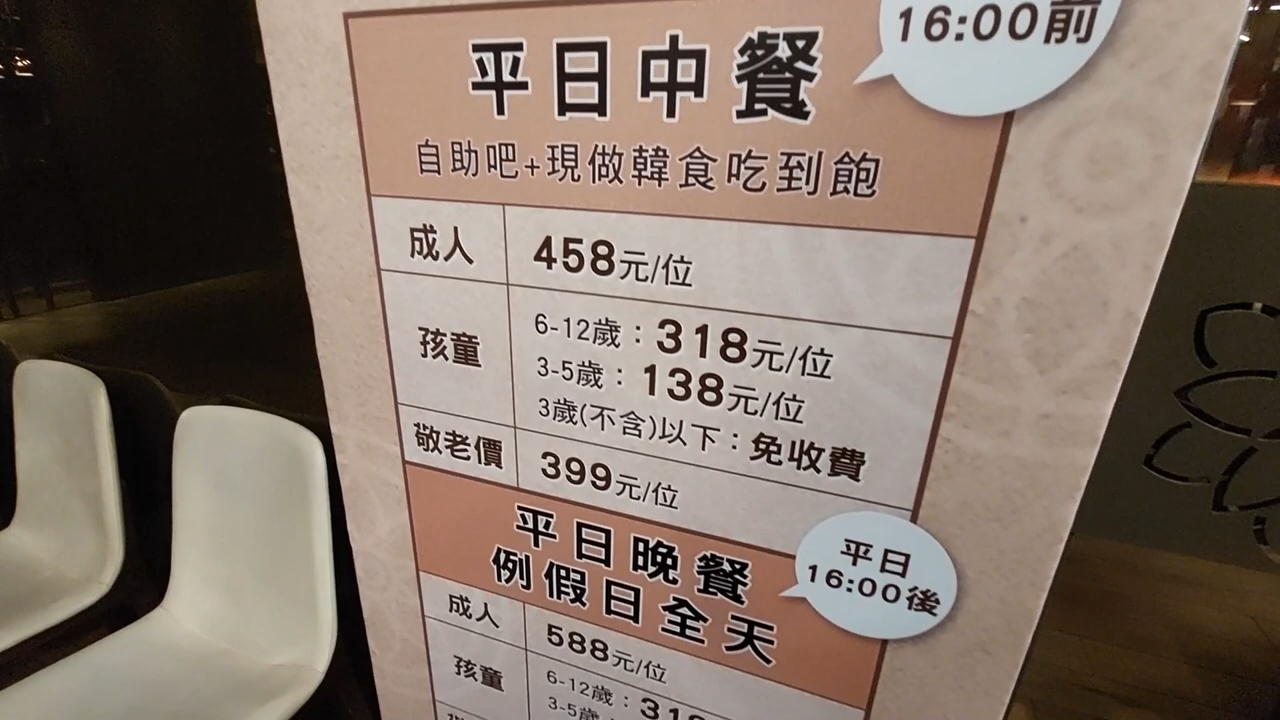 16:00前
平日中餐
自助吧+現做韓食吃到飽
成人 458元/位
孩童
6-12歲：318元/位
3-5歲：138元/位
3歲(不含)以下：免收費
敬老價 399元/位
平日晚餐
例假日全天
平日
16:00後
成人 588元/位
孩童
6-12歲：318
3-5歲